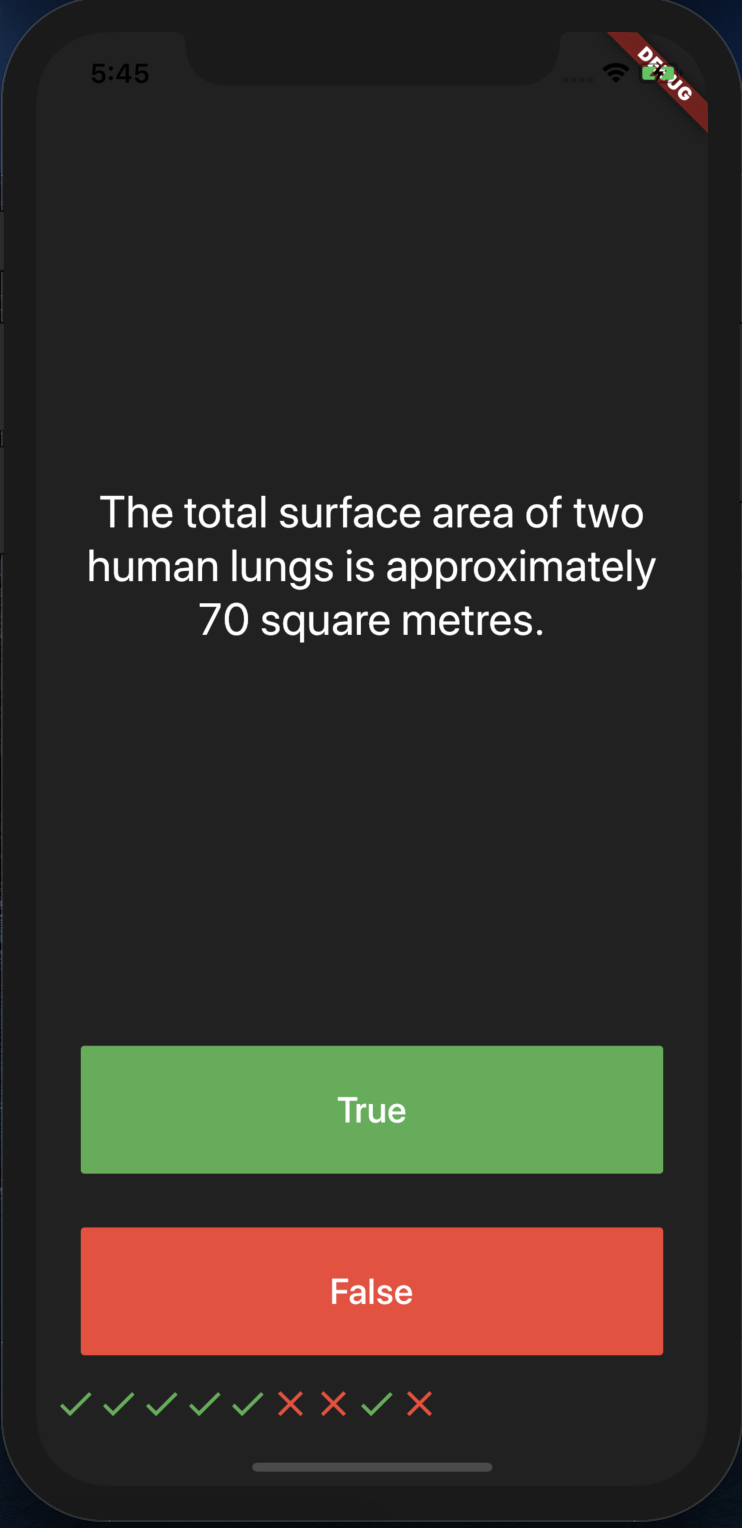 5:45
DEBUG
The total surface area of two
human lungs is approximately
70 square metres.
True
False